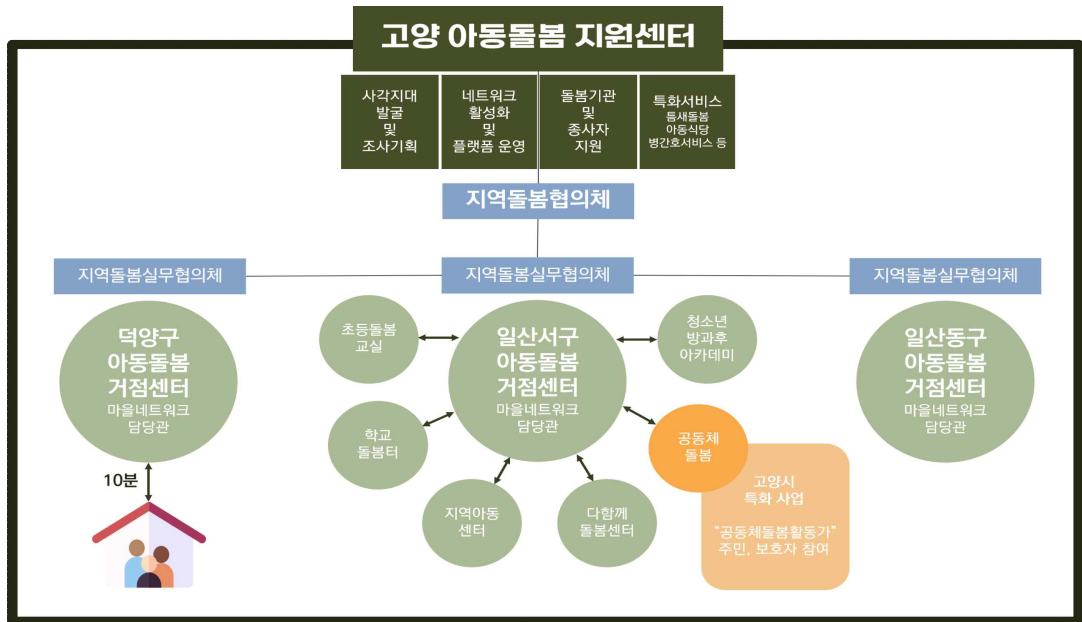 고양 아동돌봄 지원센터
사각지대
발굴
및
조사기획
네트워크
활성화
및
플랫폼 운영
돌봄기관
및
종사자
지원
특화서비스
틈새돌봄
아동식당
병간호서비스 등
지역돌봄협의체
지역돌봄실무협의체
지역돌봄실무협의체
지역돌봄실무협의체
덕양구
아동돌봄
거점센터
마을네트워크
담당관
10분
초등돌봄
교실
학교
돌봄터
지역아동
센터
일산서구
아동돌봄
거점센터
마을네트워크
담당관
다함께
돌봄센터
청소년
방과후
아카데미
공동체
돌봄
고양시
특화 사업
"공동체돌봄활동가"
주민, 보호자 참여
일산동구
아동돌봄
거점센터
마을네트워크
담당관